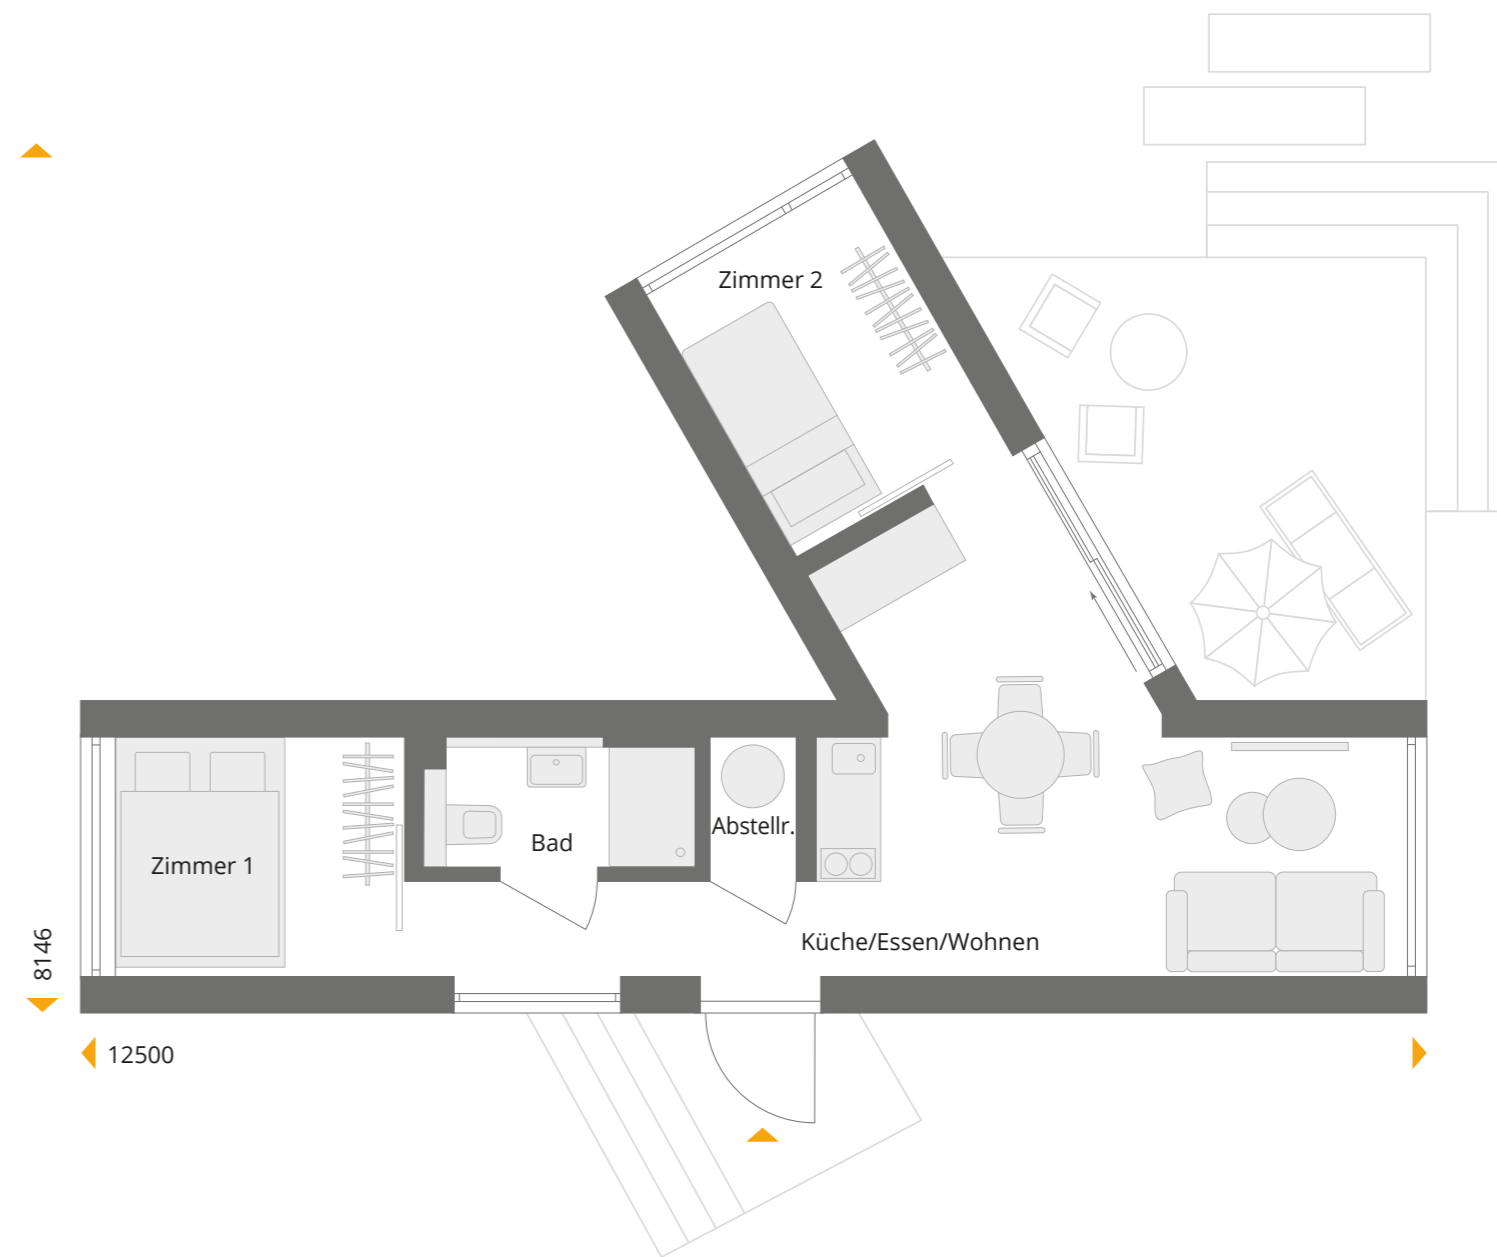 Zimmer 2
Abstellr.
Bad
Zimmer 1
Küche/Essen/Wohnen
8146
12500